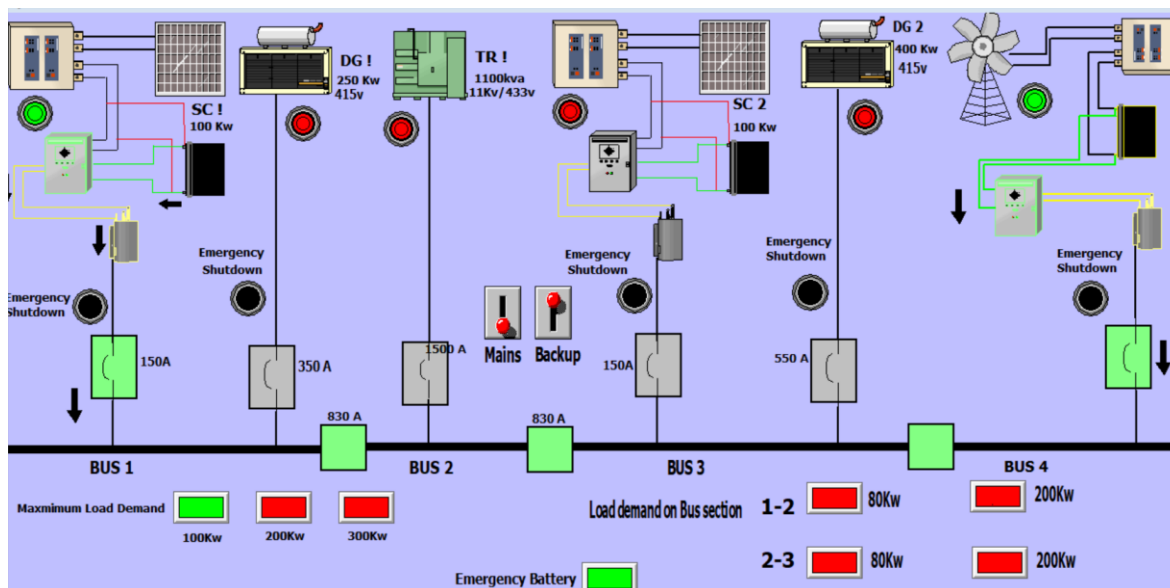 SC !
100 Kw
DG !
250 Kw
415v
TR !
1100kva
11Kv/433v
SC 2
100 Kw
DG 2
400 Kw
415v
Emergency
Shutdown
Emergency
Shutdown
Emergency
Shutdown
Emergency
Shutdown
Emergency
Shutdown
Mains
Backup
150A
350 A
1500 A
150A
550 A
830 A
830 A
BUS 1
BUS 2
BUS 3
BUS 4
Maxmimum Load Demand
100Kw
200Kw
300Kw
Load demand on Bus section
1-2
80Kw
200Kw
2-3
80Kw
200Kw
Emergency Battery